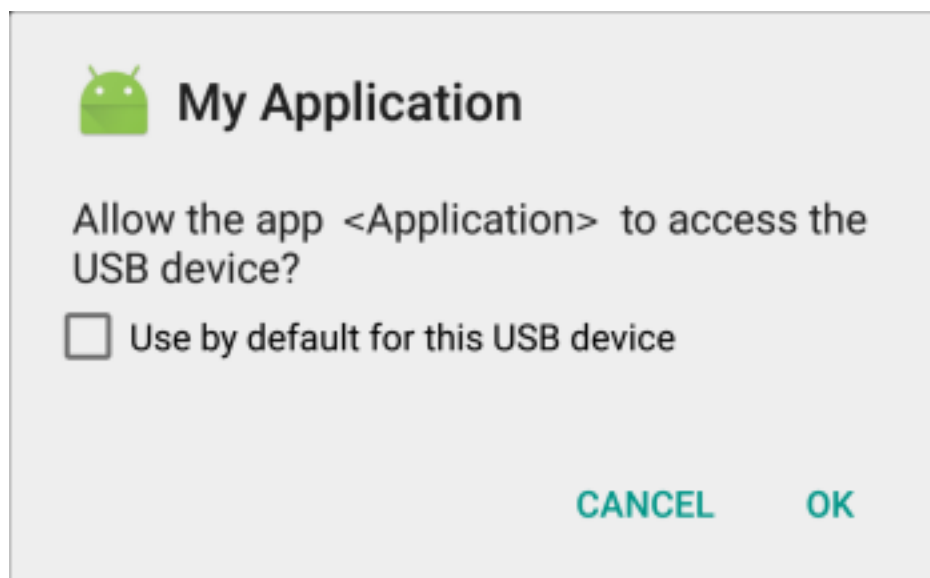 My Application
Allow the app <Application> to access the
USB device?
Use by default for this USB device
CANCEL OK